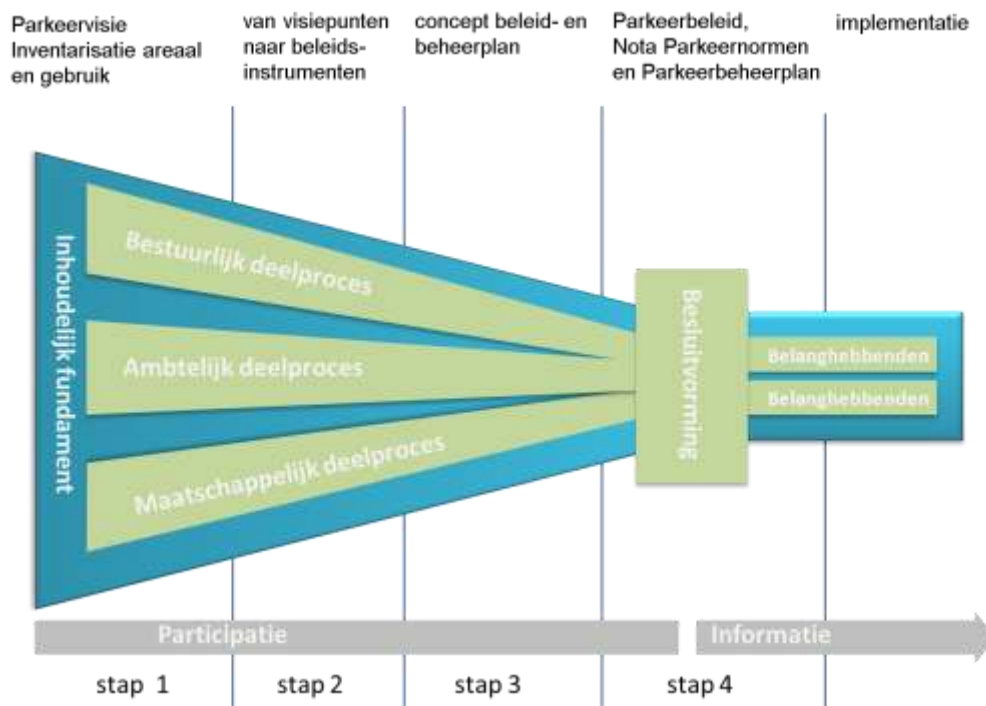 Parkeervisie
Inventarisatie areaal
en gebruik
van visiepunten
naar beleids-
instrumenten
concept beleid- en
beheerplan
Parkeerbeleid,
Nota Parkeernormen
en Parkeerbeheerplan
implementatie
Inhoudelijk fundament
Bestuurlijk deelproces
Ambtelijk deelproces
Maatschappelijk deelproces
Besluitvorming
Belanghebbenden
Belanghebbenden
Participatie
Informatie
stap 1
stap 2
stap 3
stap 4